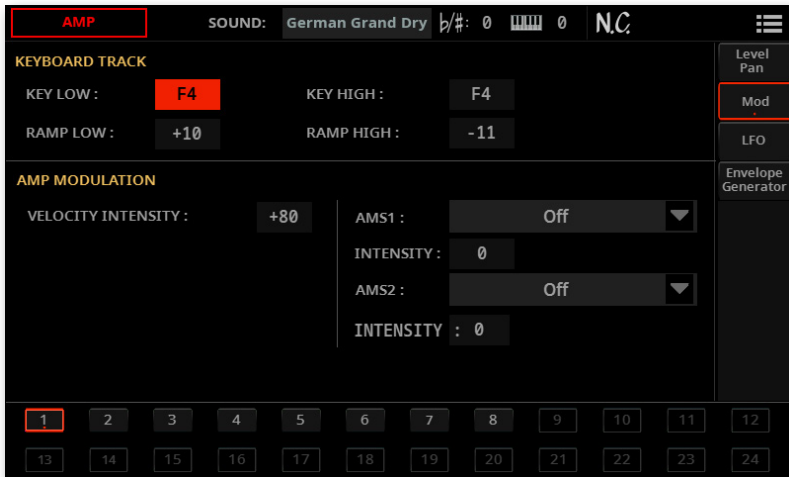 AMP SOUND: German Grand Dry ♭/#: 0 0 N.C.
KEYBOARD TRACK
Level
Pan
KEY LOW : F4 KEY HIGH : F4
Mod
RAMP LOW : +10 RAMP HIGH : -11
LFO
AMP MODULATION
Envelope
Generator
VELOCITY INTENSITY : +80 AMS1 : Off
INTENSITY : 0
AMS2 : Off
INTENSITY : 0
1 2 3 4 5 6 7 8 9 10 11 12
13 14 15 16 17 18 19 20 21 22 23 24